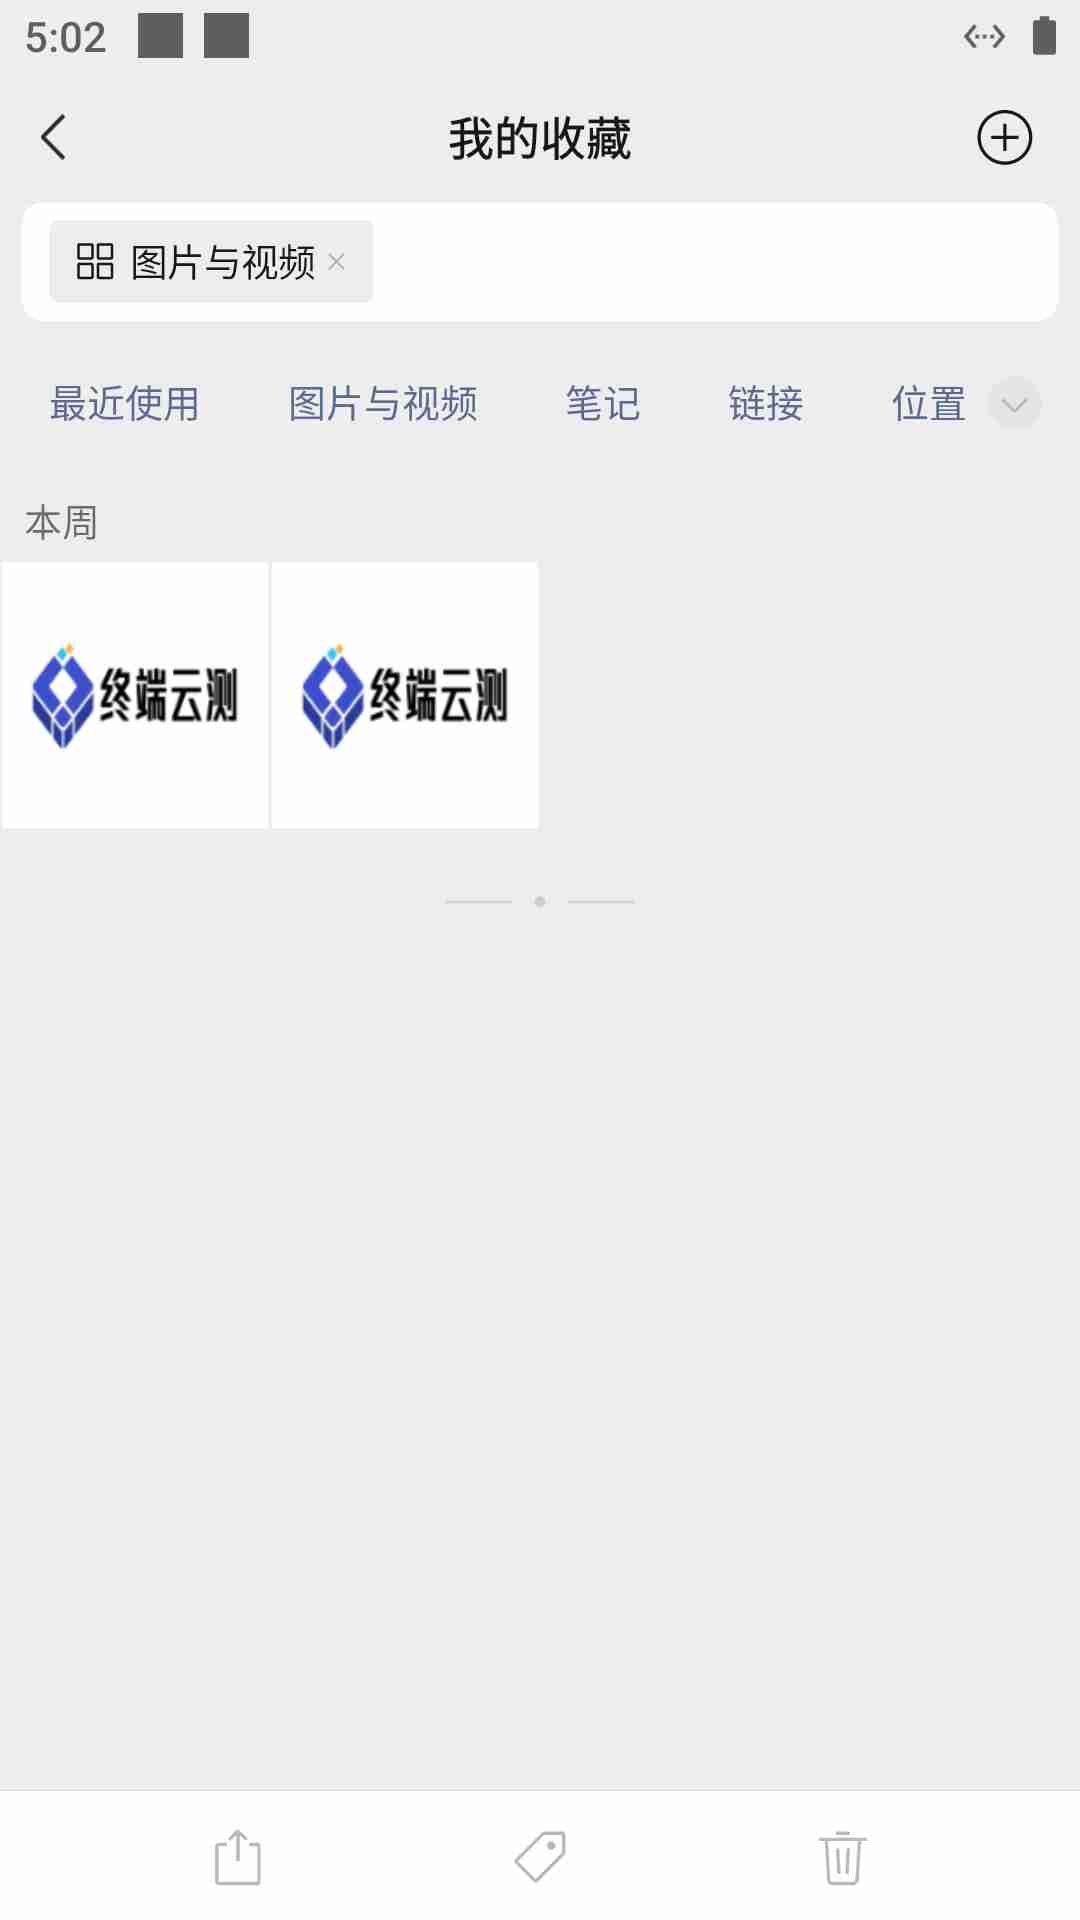 5:02
我的收藏
图片与视频
最近使用 图片与视频 笔记 链接 位置
本周
终端云测 终端云测